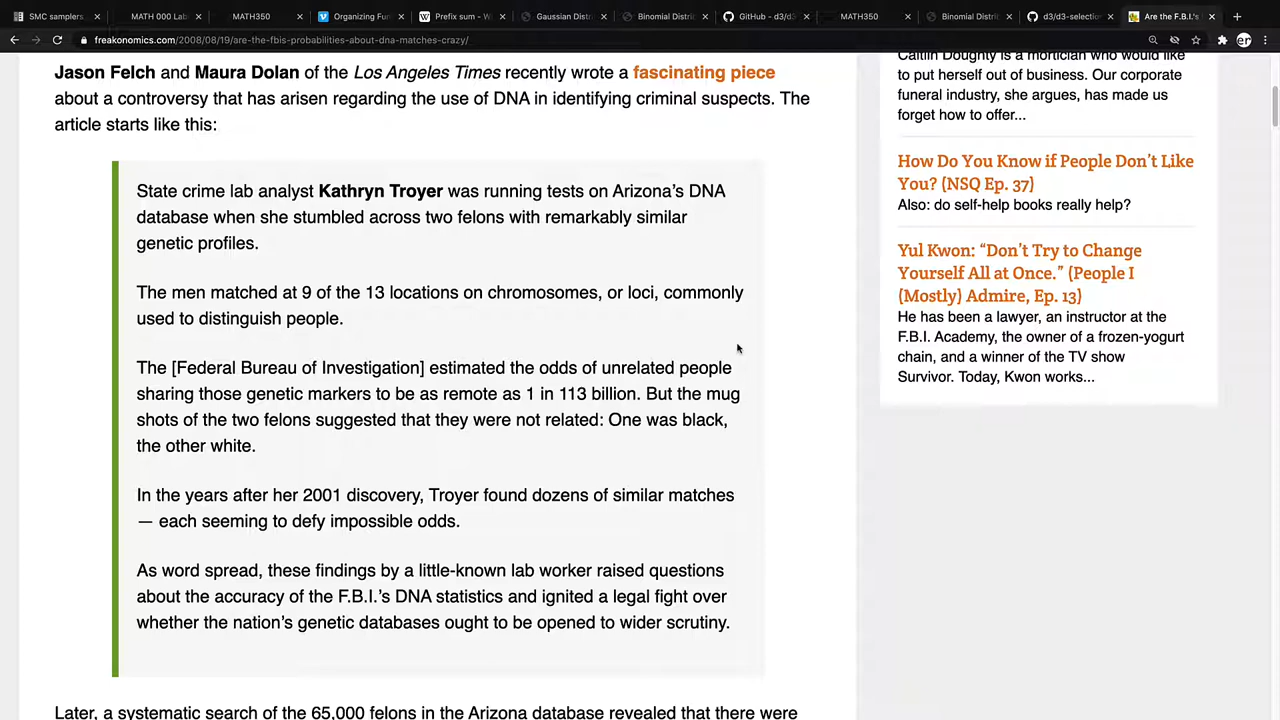 SMC samplers
MATH 000 Lab
MATH350
Organizing Fun
Prefix sum - W
Gaussian Distr
Binomial Distric
GitHub - d3/d3
MATH350
Binomial Distric
d3/d3-selection
Are the F.B.I.'s
freakonomics.com/2008/08/19/are-the-fbis-probabilities-about-dna-matches-crazy/
Jason Felch and Maura Dolan of the Los Angeles Times recently wrote a fascinating piece
about a controversy that has arisen regarding the use of DNA in identifying criminal suspects. The
article starts like this:
State crime lab analyst Kathryn Troyer was running tests on Arizona's DNA
database when she stumbled across two felons with remarkably similar
genetic profiles.
The men matched at 9 of the 13 locations on chromosomes, or loci, commonly
used to distinguish people.
The [Federal Bureau of Investigation] estimated the odds of unrelated people
sharing those genetic markers to be as remote as 1 in 113 billion. But the mug
shots of the two felons suggested that they were not related: One was black,
the other white.
In the years after her 2001 discovery, Troyer found dozens of similar matches
— each seeming to defy impossible odds.
As word spread, these findings by a little-known lab worker raised questions
about the accuracy of the F.B.I.'s DNA statistics and ignited a legal fight over
whether the nation's genetic databases ought to be opened to wider scrutiny.
Later, a systematic search of the 65,000 felons in the Arizona database revealed that there were
Caitlin Doughty is a mortician who would like
to put herself out of business. Our corporate
funeral industry, she argues, has made us
forget how to offer...
How Do You Know if People Don't Like
You? (NSQ Ep. 37)
Also: do self-help books really help?
Yul Kwon: “Don't Try to Change
Yourself All at Once.” (People I
(Mostly) Admire, Ep. 13)
He has been a lawyer, an instructor at the
F.B.I. Academy, the owner of a frozen-yogurt
chain, and a winner of the TV show
Survivor. Today, Kwon works...